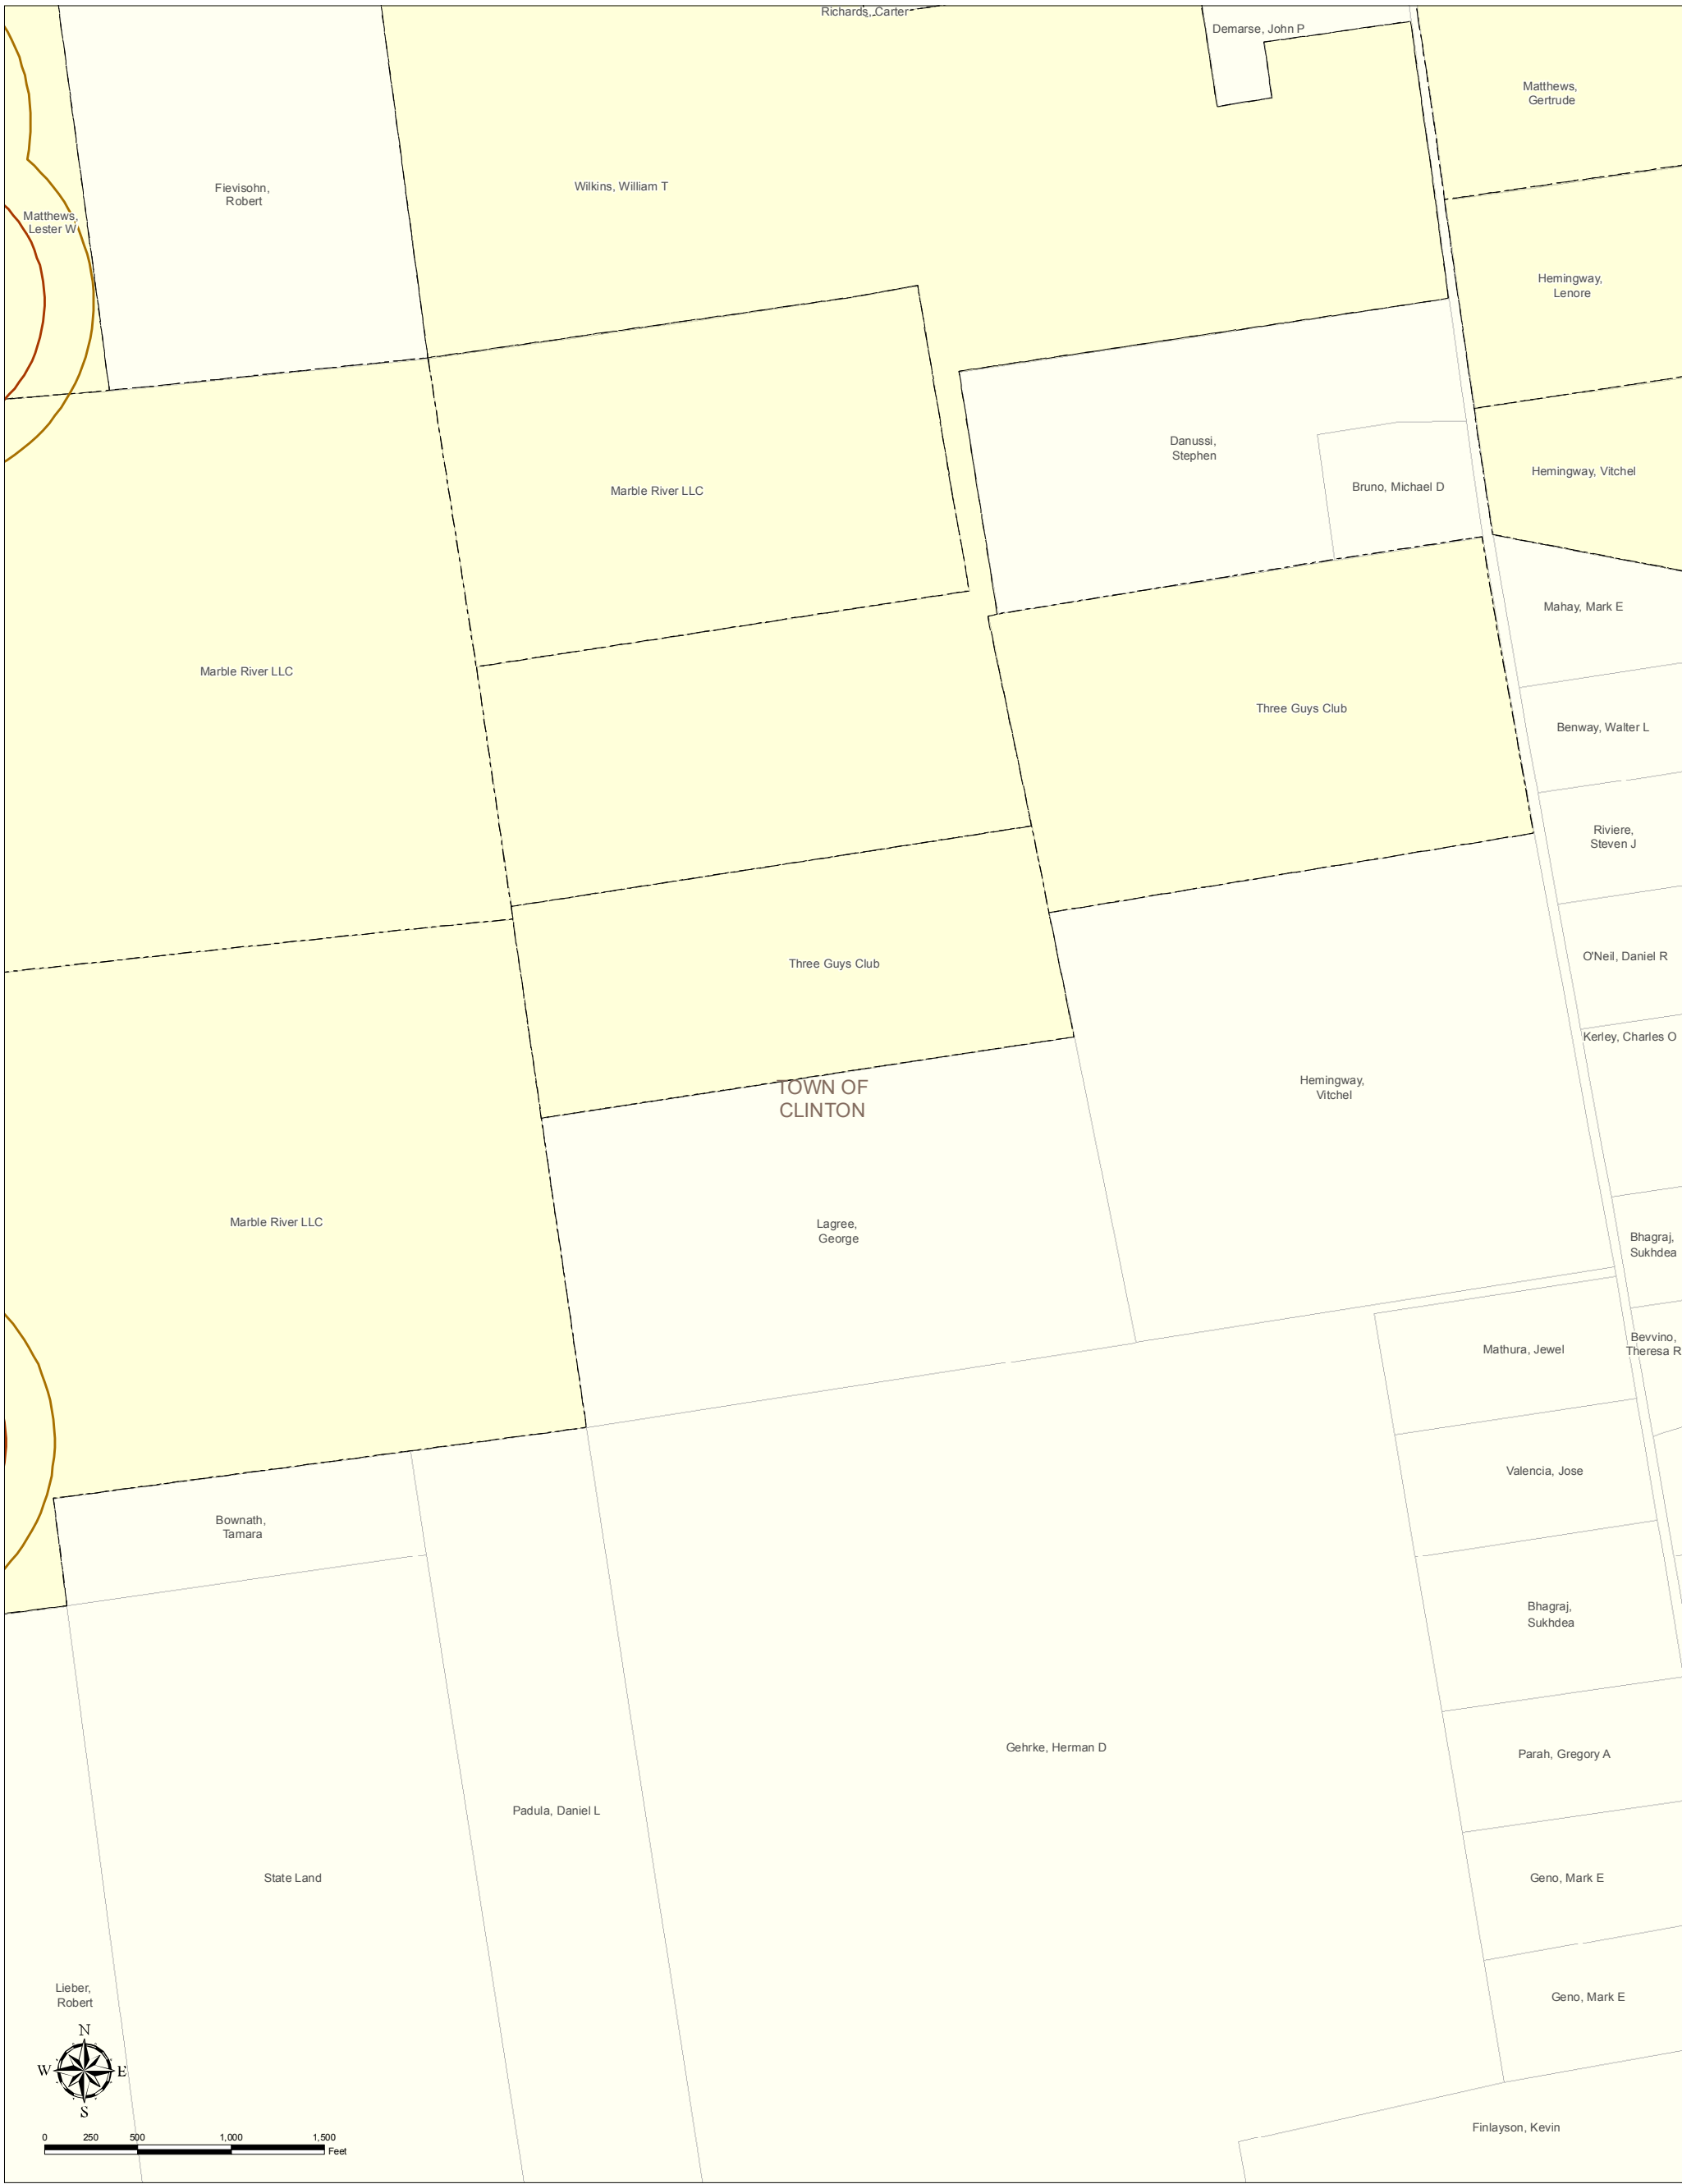 Richards, Carter
Demarse, John P
Matthews,
Gertrude
Fievisohn,
Robert
Wilkins, William T
Matthews,
Lester W
Hemingway,
Lenore
Danussi,
Stephen
Hemingway, Vitchel
Bruno, Michael D
Marble River LLC
Mahay, Mark E
Marble River LLC
Three Guys Club
Benway, Walter L
Riviere,
Steven J
O'Neil, Daniel R
Three Guys Club
Kerley, Charles O
TOWN OF
CLINTON
Hemingway,
Vitchel
Marble River LLC
Lagree,
George
Bhagraj,
Sukhdea
Mathura, Jewel
Bevvino,
Theresa R
Valencia, Jose
Bownath,
Tamara
Bhagraj,
Sukhdea
Gehrke, Herman D
Parah, Gregory A
Padula, Daniel L
State Land
Geno, Mark E
Lieber,
Robert
Geno, Mark E
N
W E
S
Finlayson, Kevin
0 250 500 1,000 1,500
Feet